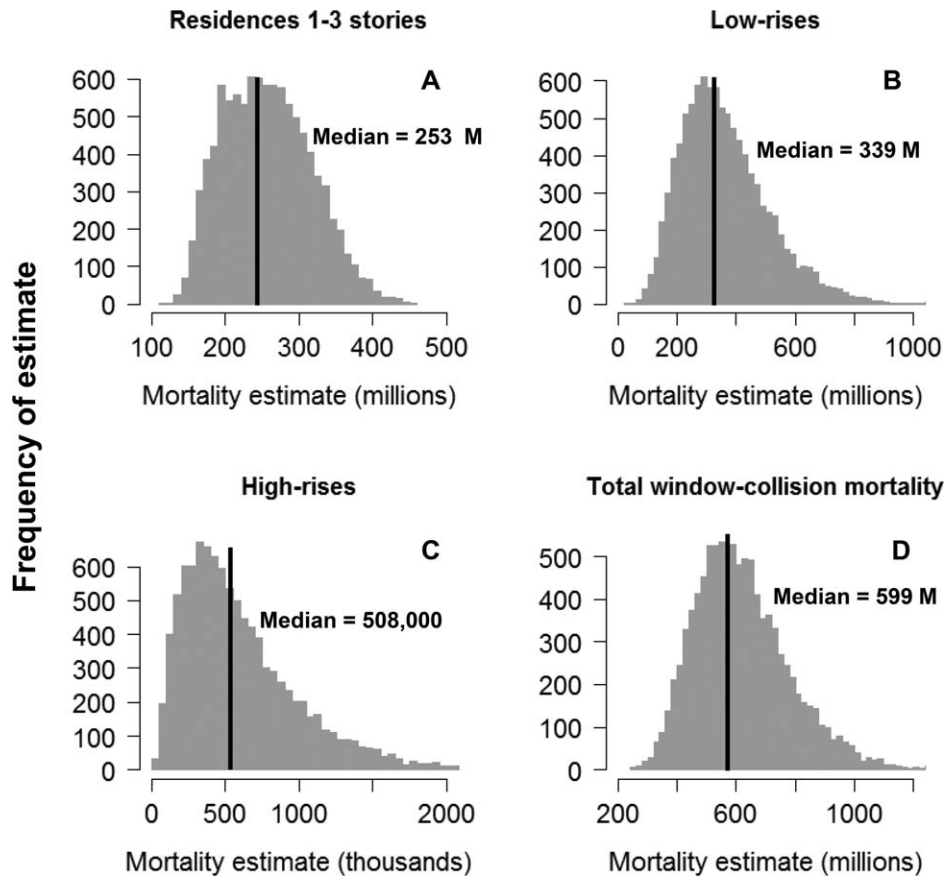 Frequency of estimate
Residences 1-3 stories
A
Median = 253 M
600
500
400
300
200
100
0
100
200
300
500
Mortality estimate (millions)
Low-rises
B
Median = 339 M
600
500
400
300
200
100
0
0
200
600
1000
Mortality estimate (millions)
High-rises
C
Median = 508,000
600
500
400
300
200
100
0
0
500
1000
2000
Mortality estimate (thousands)
Total window-collision mortality
D
Median = 599 M
500
400
300
200
100
0
200
600
1000
Mortality estimate (millions)